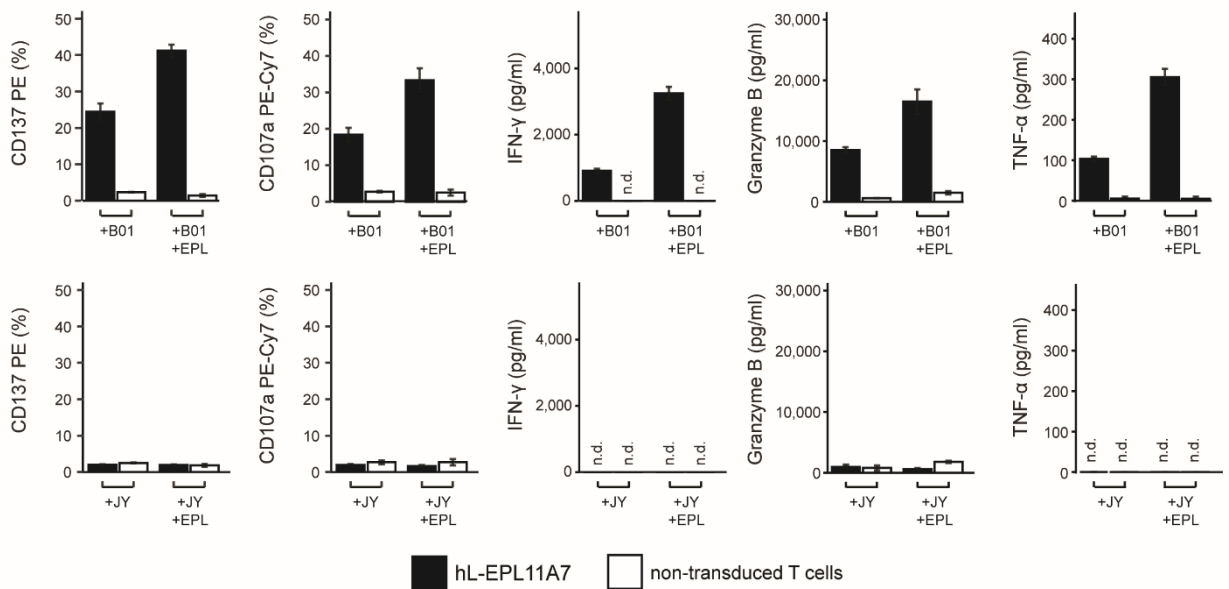 CD137 PE (%)
50
40
30
20
10
0
+B01
+B01
+EPL
CD107a PE-Cy7 (%)
50
40
30
20
10
0
+B01
+B01
+EPL
IFN-γ (pg/ml)
4,000
2,000
0
n.d.
n.d.
+B01
+B01
+EPL
Granzyme B (pg/ml)
30,000
20,000
10,000
0
+B01
+B01
+EPL
TNF-α (pg/ml)
400
300
200
100
0
+B01
+B01
+EPL
CD137 PE (%)
50
40
30
20
10
0
+JY
+JY
+EPL
CD107a PE-Cy7 (%)
50
40
30
20
10
0
+JY
+JY
+EPL
IFN-γ (pg/ml)
4,000
2,000
0
n.d.
n.d.
n.d.
n.d.
+JY
+JY
+EPL
Granzyme B (pg/ml)
30,000
20,000
10,000
0
+JY
+JY
+EPL
TNF-α (pg/ml)
400
300
200
100
0
n.d.
n.d.
n.d.
n.d.
+JY
+JY
+EPL
hL-EPL11A7
non-transduced T cells